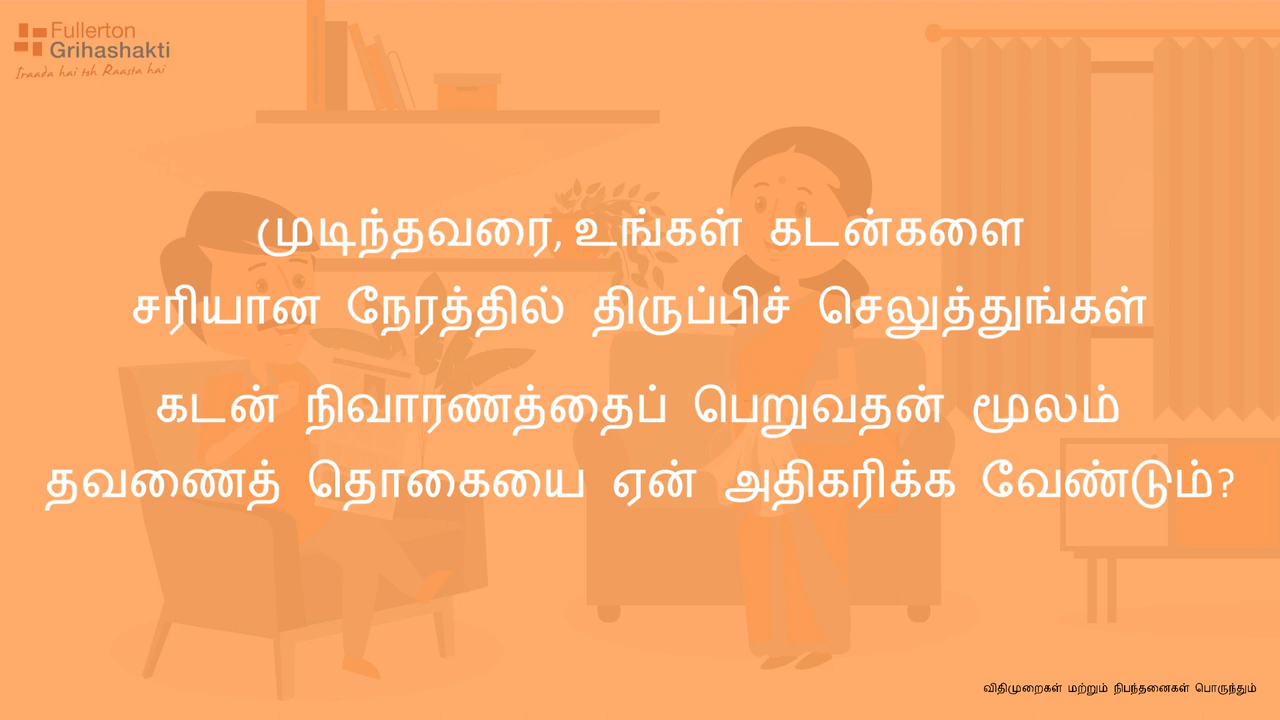 Fullerton
Grihashakti
Iraada hai toh Raasta hai
முடிந்தவரை, உங்கள் கடன்களை
சரியான நேரத்தில் திருப்பிச் செலுத்துங்கள்
கடன் நிவாரணத்தைப் பெறுவதன் மூலம்
தவணைத் தொகையை ஏன் அதிகரிக்க வேண்டும்?
விதிமுறைகள் மற்றும் நிபந்தனைகள் பொருந்தும்